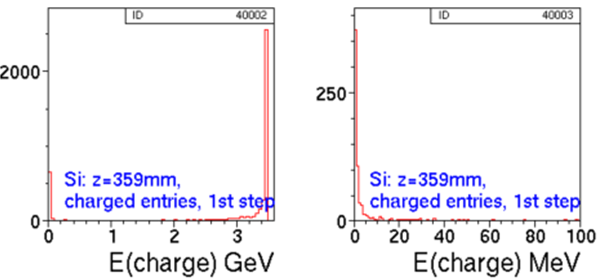 ID 40002
2000
0
Si: z=359mm,
charged entries, 1st step
0 1 2 3
E(charge) GeV
ID 40003
250
0
Si: z=359mm,
charged entries, 1st step
0 20 40 60 80 100
E(charge) MeV